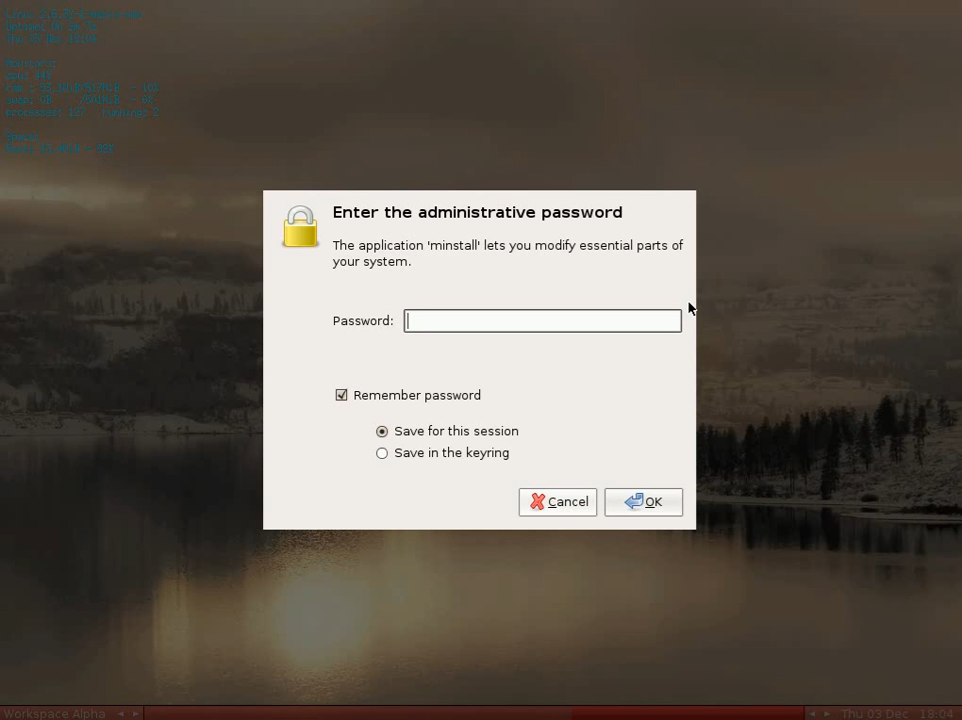 Enter the administrative password
The application 'minstall' lets you modify essential parts of
your system.
Password:
Remember password
Save for this session
Save in the keyring
Cancel
OK
Workspace Alpha
Thu 03 Dec 18:04